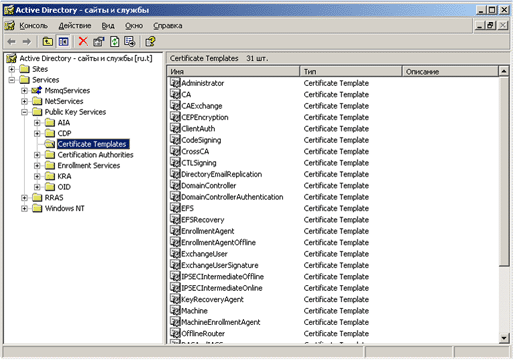 Active Directory - сайты и службы
Консоль Действие Вид Окно Справка
Active Directory - сайты и службы [ru.t]
Sites
Services
MsmqServices
NetServices
Public Key Services
AIA
CDP
Certificate Templates
Certification Authorities
Enrollment Services
KRA
OID
RRAS
Windows NT
Certificate Templates 31 шт.
Имя Тип Описание
Administrator Certificate Template
CA Certificate Template
CAExchange Certificate Template
CEPEncryption Certificate Template
ClientAuth Certificate Template
CodeSigning Certificate Template
CrossCA Certificate Template
CTLSigning Certificate Template
DirectoryEmailReplication Certificate Template
DomainController Certificate Template
DomainControllerAuthentication Certificate Template
EFS Certificate Template
EFSRecovery Certificate Template
EnrollmentAgent Certificate Template
EnrollmentAgentOffline Certificate Template
ExchangeUser Certificate Template
ExchangeUserSignature Certificate Template
IPSECIntermediateOffline Certificate Template
IPSECIntermediateOnline Certificate Template
KeyRecoveryAgent Certificate Template
Machine Certificate Template
MachineEnrollmentAgent Certificate Template
OfflineRouter Certificate Template